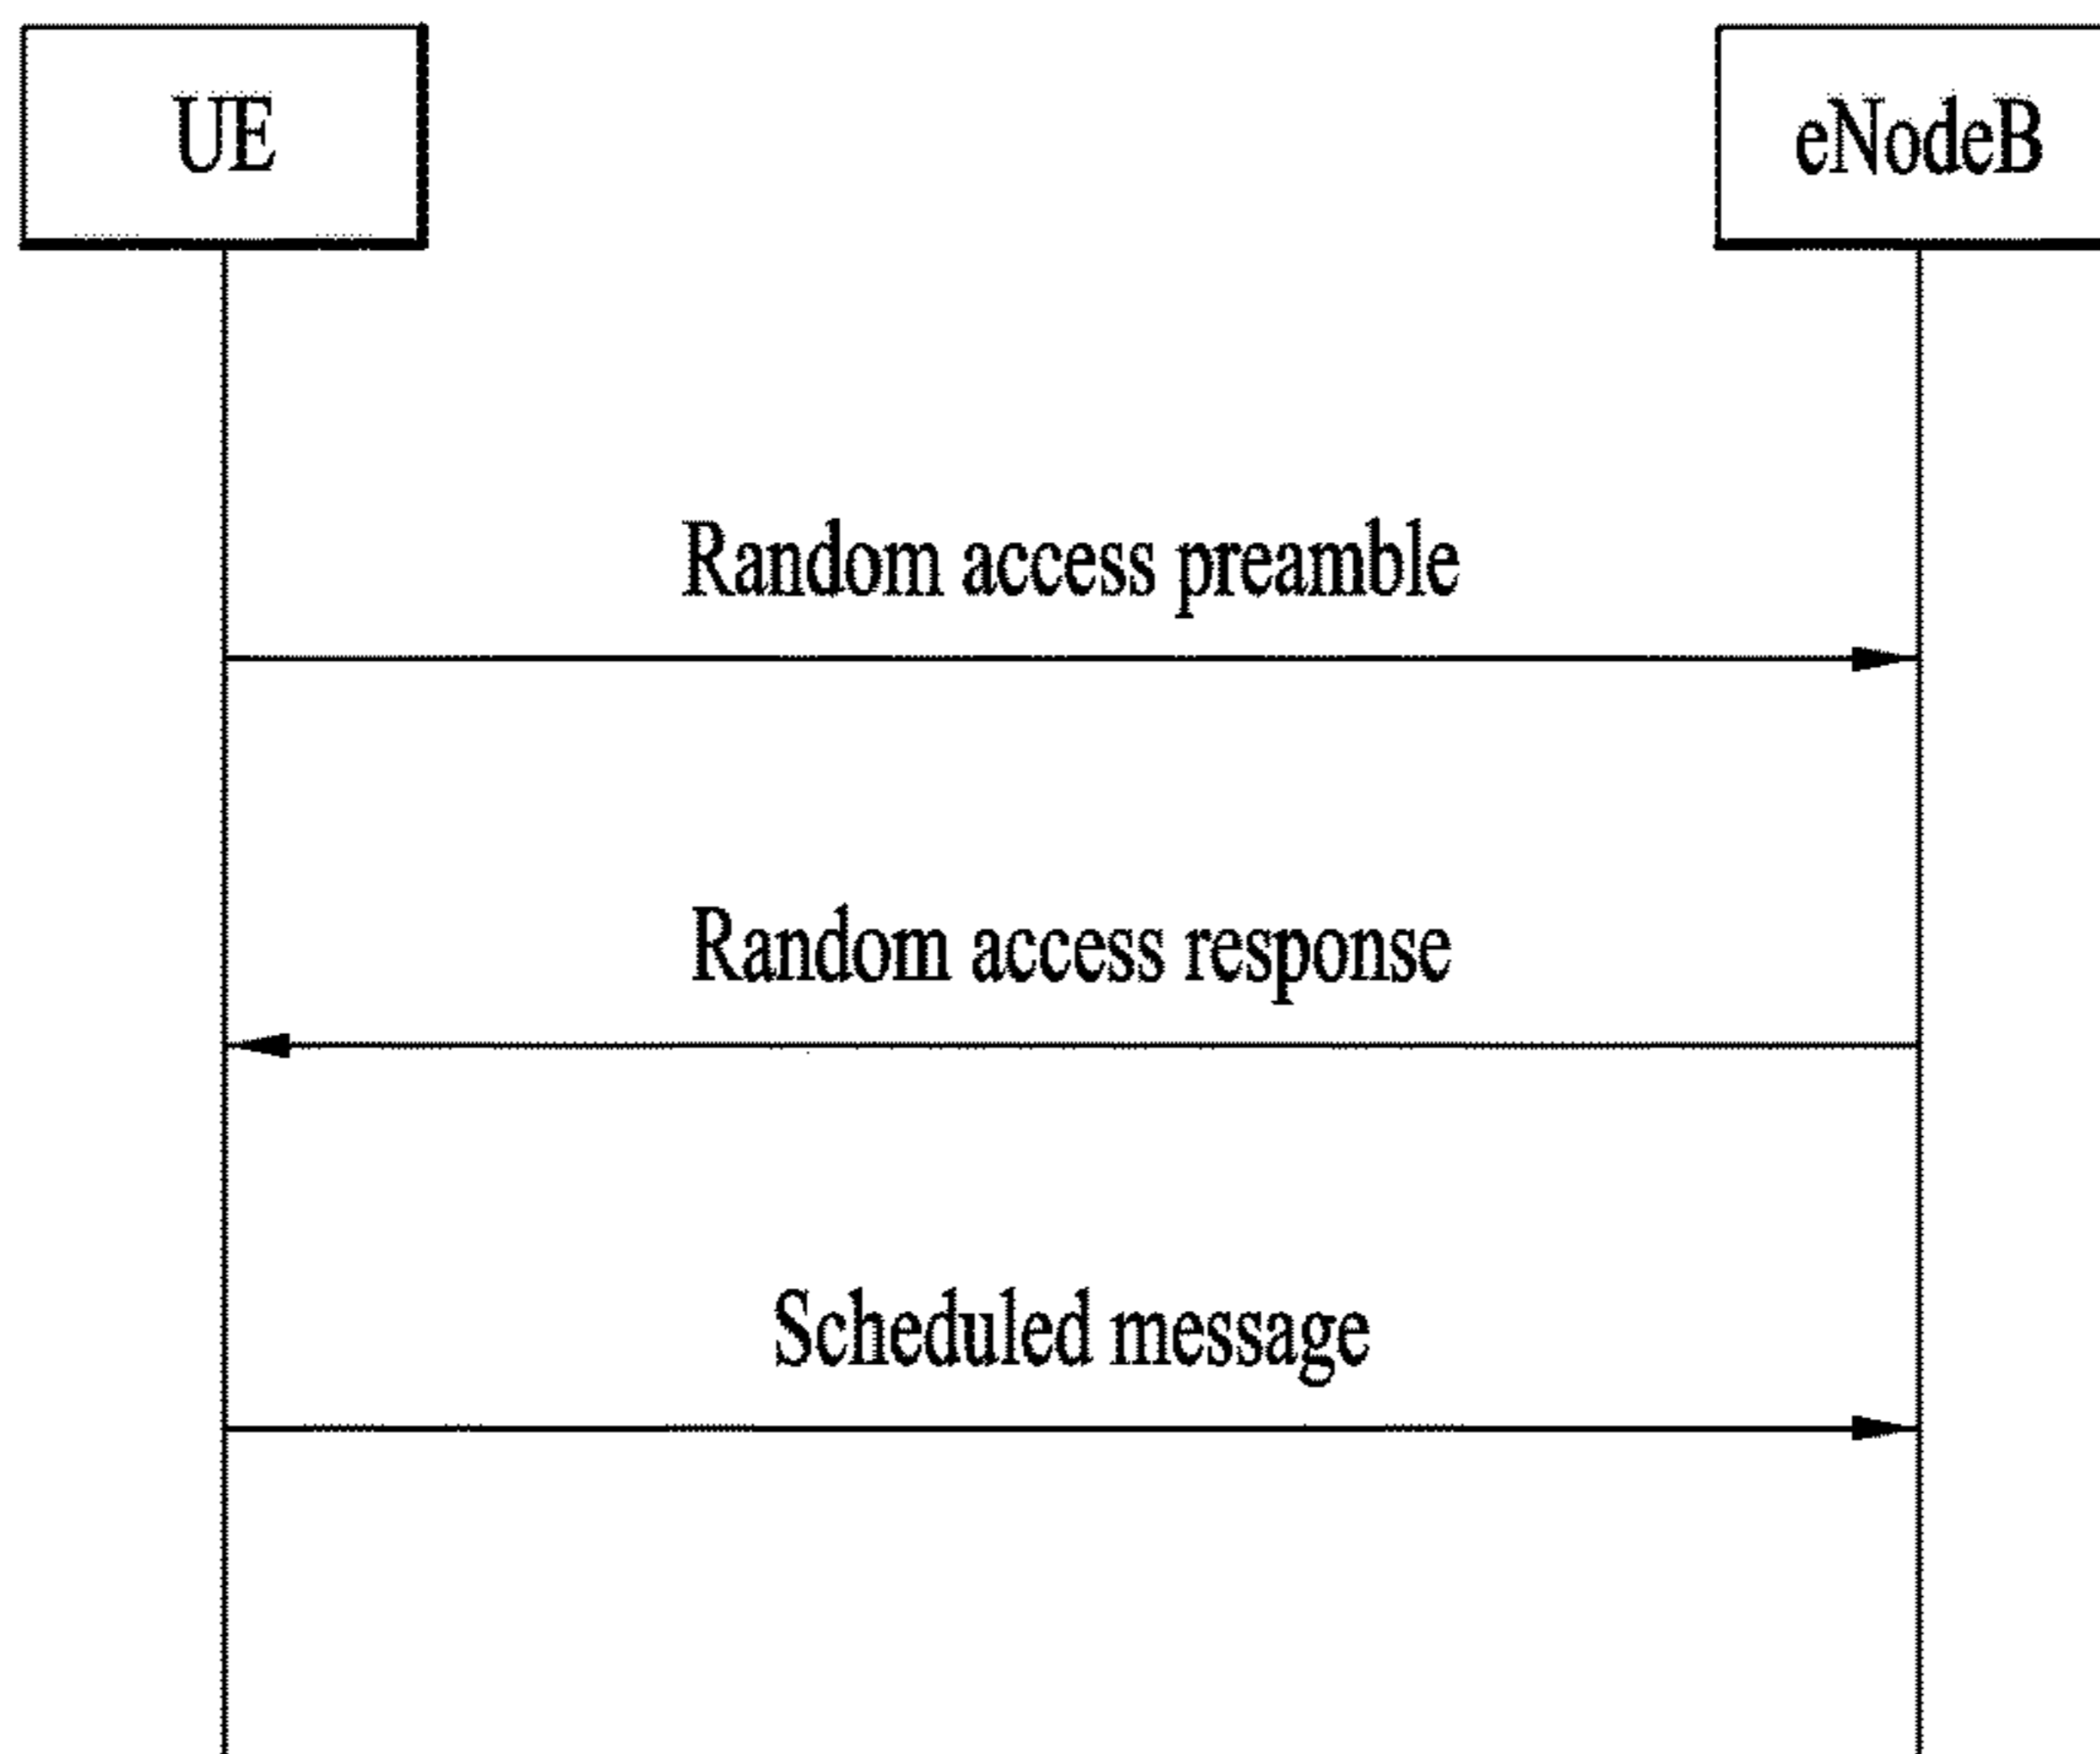 UE
eNodeB
Random access preamble
Random access response
Scheduled message